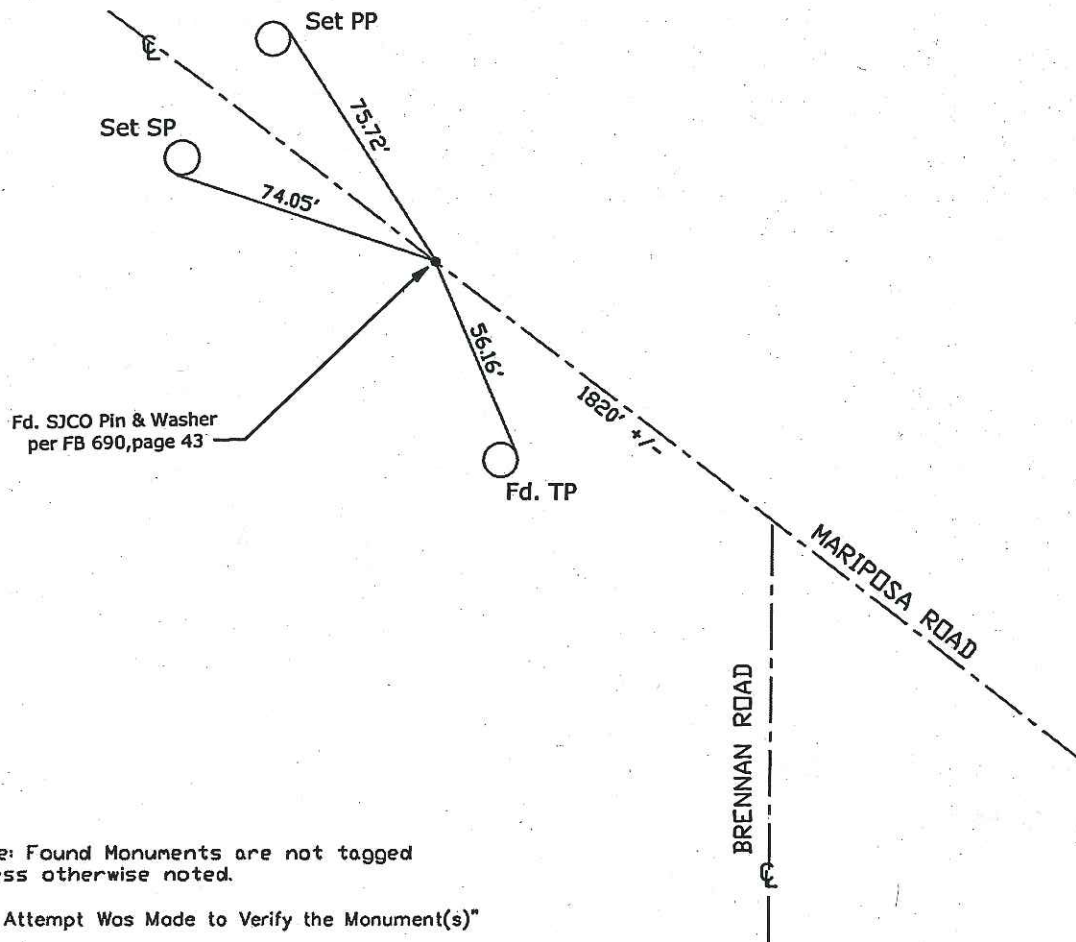 ℄
Set PP
75.72'
Set SP
74.05'
56.16'
Fd. SJCO Pin & Washer
per FB 690,page 43
1820' +/-
Fd. TP
MARIPOSA ROAD
BRENNAN ROAD
e: Found Monuments are not tagged
ess otherwise noted.
℄
Attempt Was Made to Verify the Monument(s)"